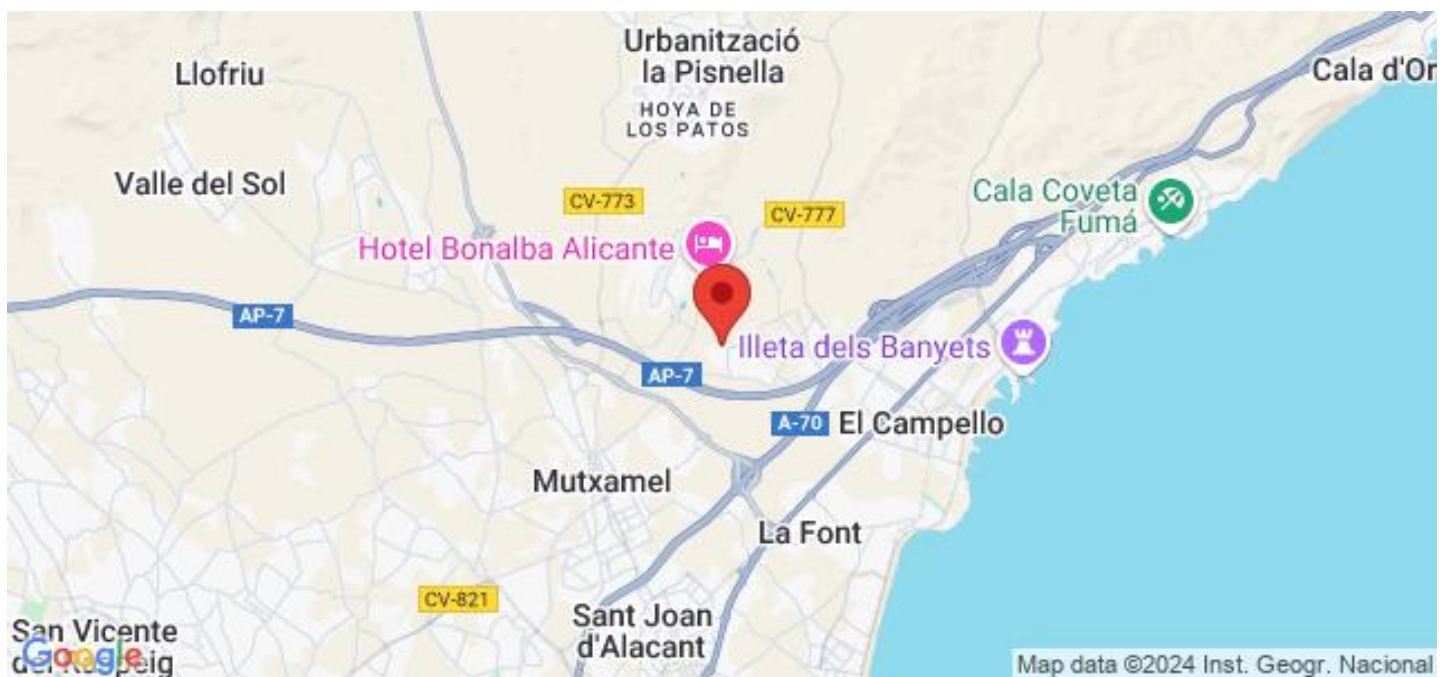 Urbanització
la Pisnella
Llofriu
Cala d'Or
HOYA DE
LOS PATOS
Valle del Sol
CV-773
CV-777
Cala Coveta
Fumá
Hotel Bonalba Alicante
AP-7
Illeta dels Banyets
AP-7
A-70
El Campello
Mutxamel
La Font
CV-821
Sant Joan
d'Alacant
San Vicente
Google
Map data ©2024 Inst. Geogr. Nacional